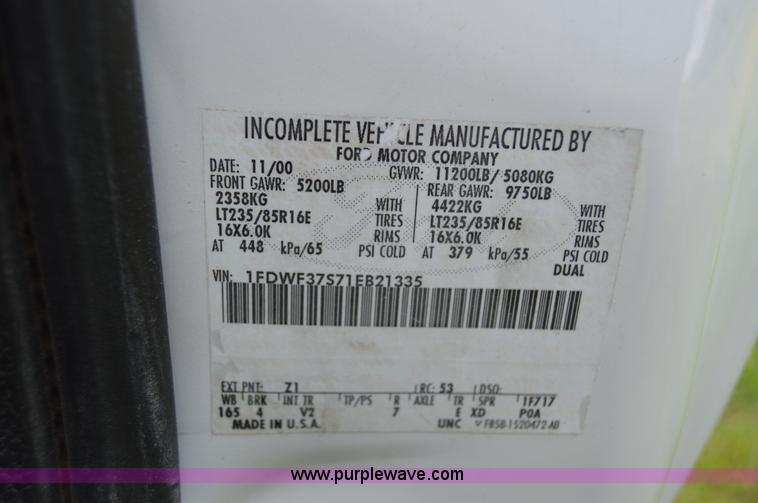 INCOMPLETE VEHICLE MANUFACTURED BY
FORD MOTOR COMPANY
DATE: 11/00 GVWR: 11200LB/ 5080KG
FRONT GAWR: 5200LB REAR GAWR: 9750LB
2358KG WITH 4422KG WITH
LT235/85R16E TIRES LT235/85R16E TIRES
16X6.0K RIMS 16X6.0K RIMS
AT 448 kPa/65 PSI COLD AT 379 kPa/55 PSI COLD
DUAL
VIN: 1FDWF37S71EB21335
EXT PNT: Z1 RC: 53 DSO:
WB BRK INT TR TP/PS R AXLE TR SPR 1F717
165 4 V2 7 E XD P0A
MADE IN U.S.A. UNC F85B-1520472-AB
www.purplewave.com